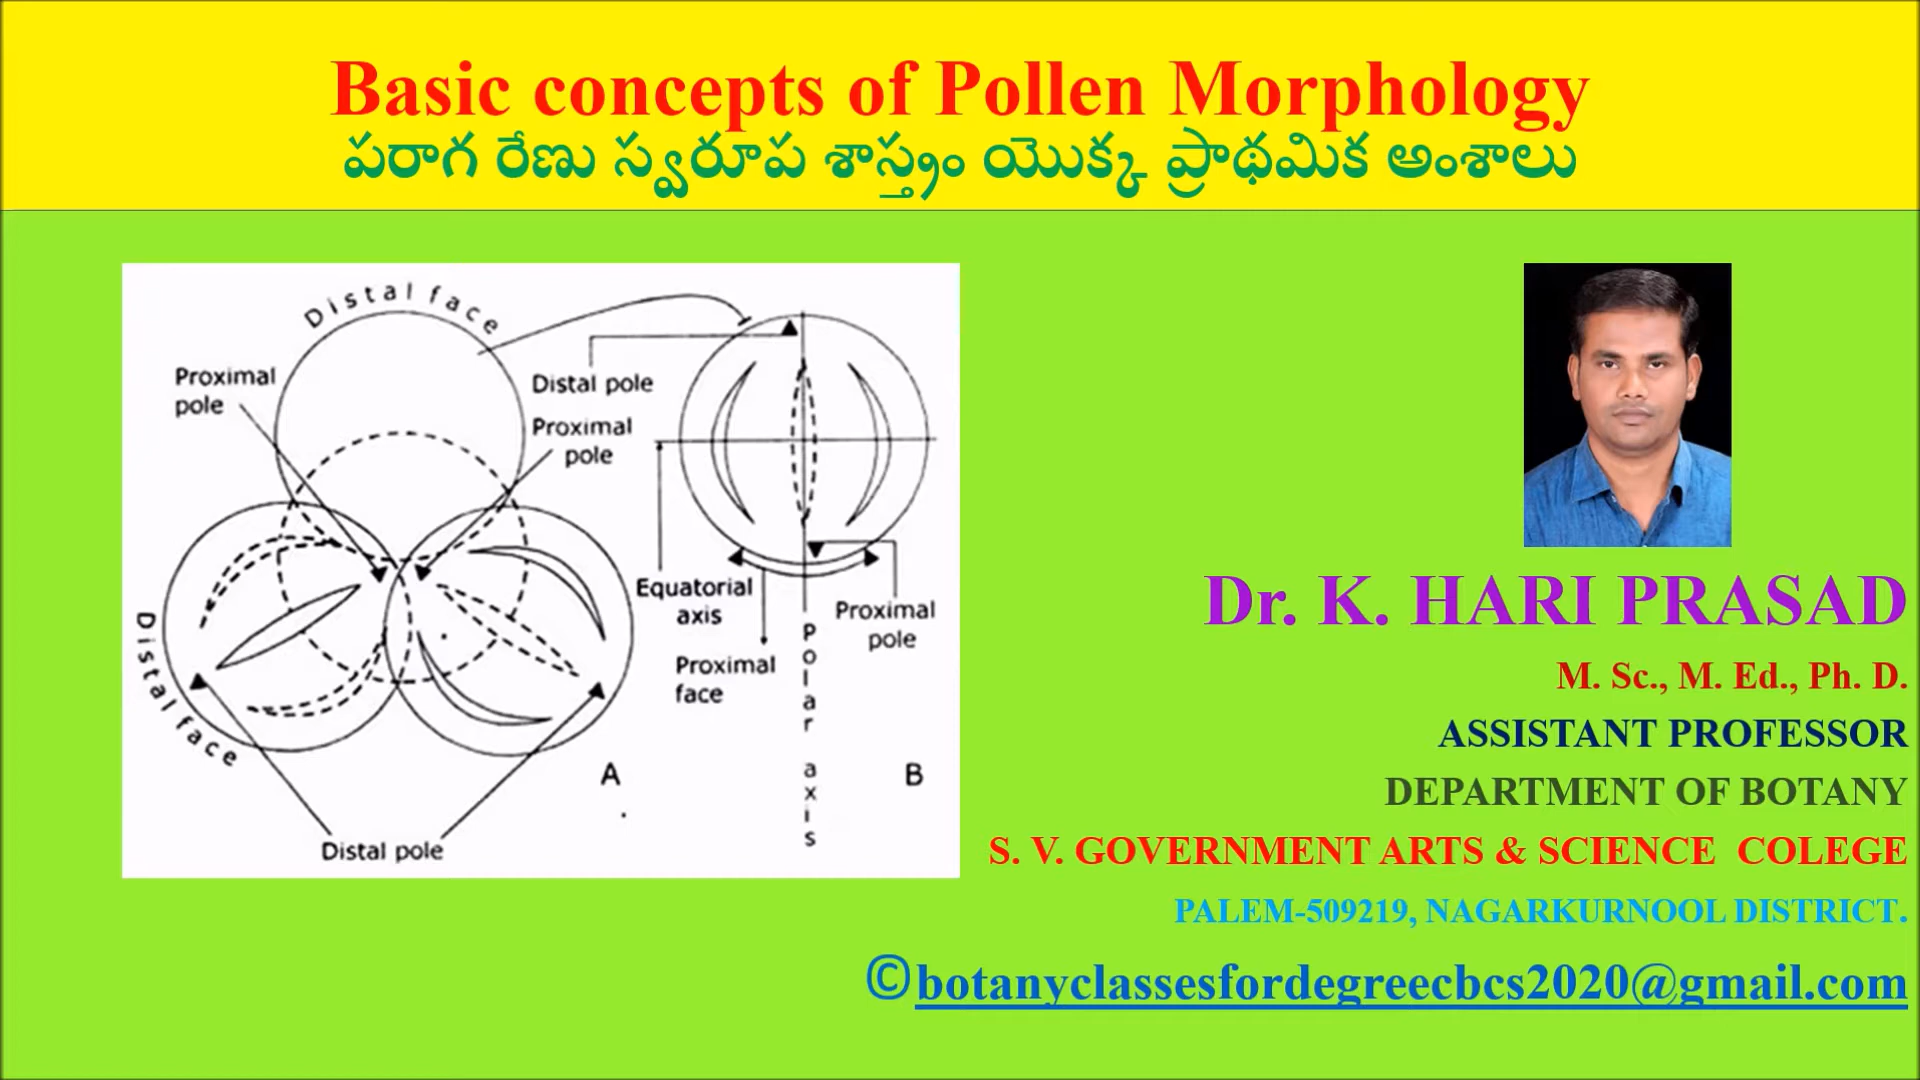 Basic concepts of Pollen Morphology
పరాగ రేణు స్వరూప శాస్త్రం యొక్క ప్రాథమిక అంశాలు
Distal face
Proximal
pole
Distal pole
Proximal
pole
Distal face
Distal pole
A
Equatorial
axis
Proximal
face
Proximal
pole
Polar axis
B
Dr. K. HARI PRASAD
M. Sc., M. Ed., Ph. D.
ASSISTANT PROFESSOR
DEPARTMENT OF BOTANY
S. V. GOVERNMENT ARTS & SCIENCE COLEGE
PALEM-509219, NAGARKURNOOL DISTRICT.
©botanyclassesfordegreecbcs2020@gmail.com